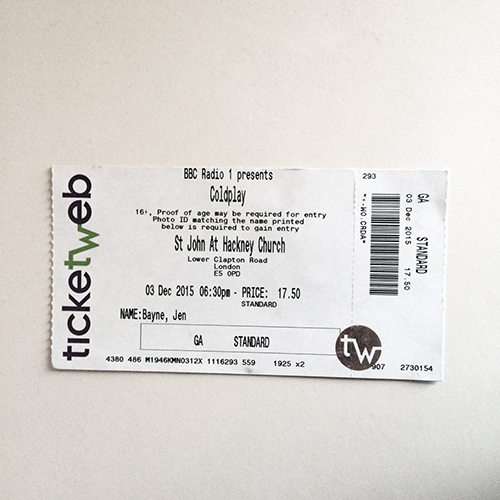 ticketweb
BBC Radio 1 presents
Coldplay
16+, Proof of age may be required for entry
Photo ID matching the name printed
below is required to gain entry
St John At Hackney Church
Lower Clapton Road
London
E5 0PD
03 Dec 2015 06:30pm - PRICE: 17.50
STANDARD
NAME:Bayne, Jen
GA STANDARD
tw
4380 486 M1946KMN0312X 1116293 559 1925 x2 907 2730154
293
*--WO.CRDA*
03 Dec 2015 17.50
GA STANDARD